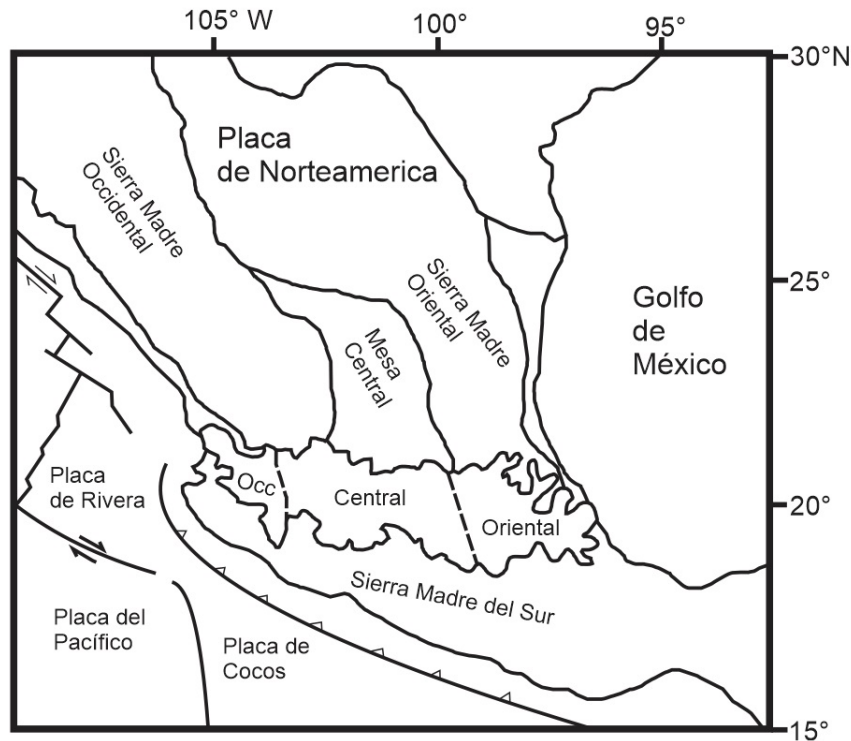 105° W
100°
95°
30°N
Placa
de Norteamerica
Sierra Madre
Occidental
25°
Sierra Madre
Oriental
Golfo
de
México
Mesa
Central
Placa
de Rivera
Occ
Central
Oriental
20°
Sierra Madre del Sur
Placa del
Pacífico
Placa de
Cocos
15°